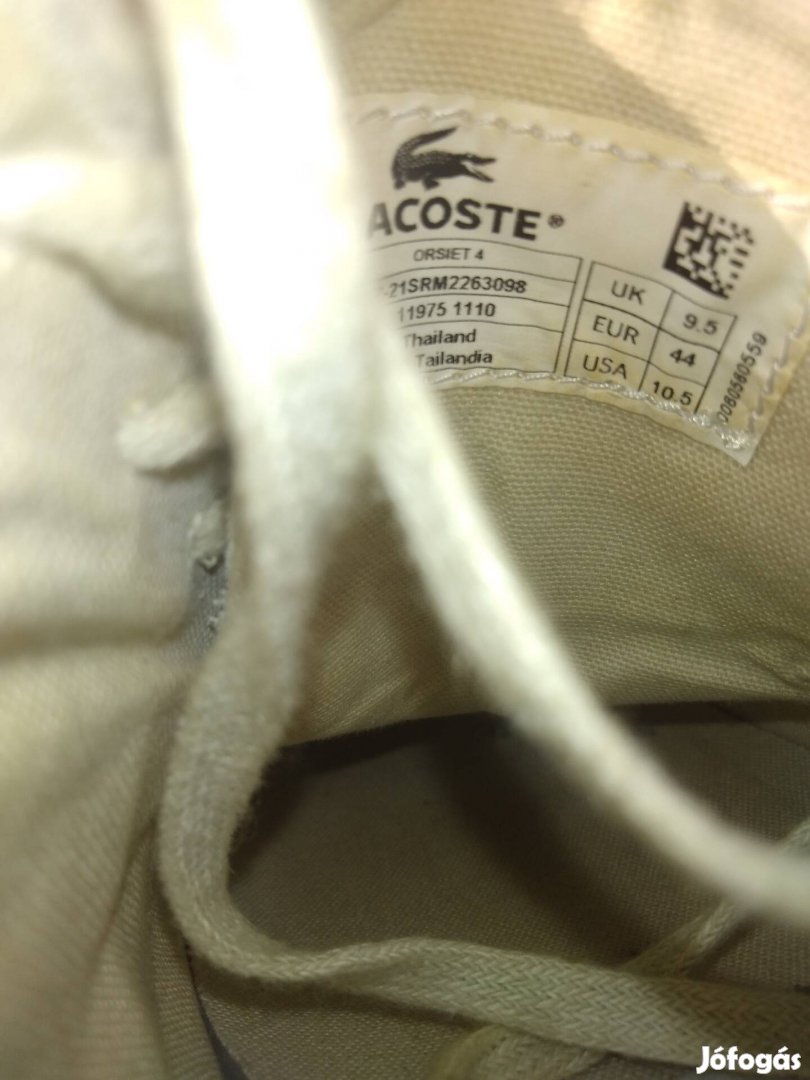 ACOSTE®
ORSIET 4
-21SRM2263098
11975 1110
Thailand
Tailandia
UK 9.5
EUR 44
USA 10.5
0080580559
Jófogás